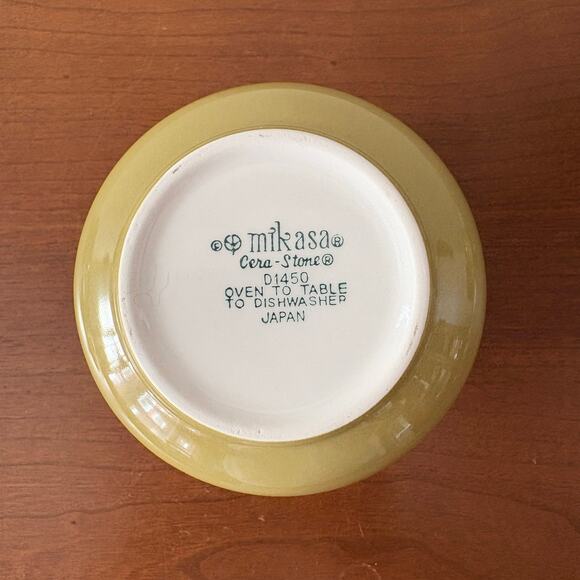 mikasa®
Cera-Stone®
D1450
OVEN TO TABLE
TO DISHWASHER
JAPAN